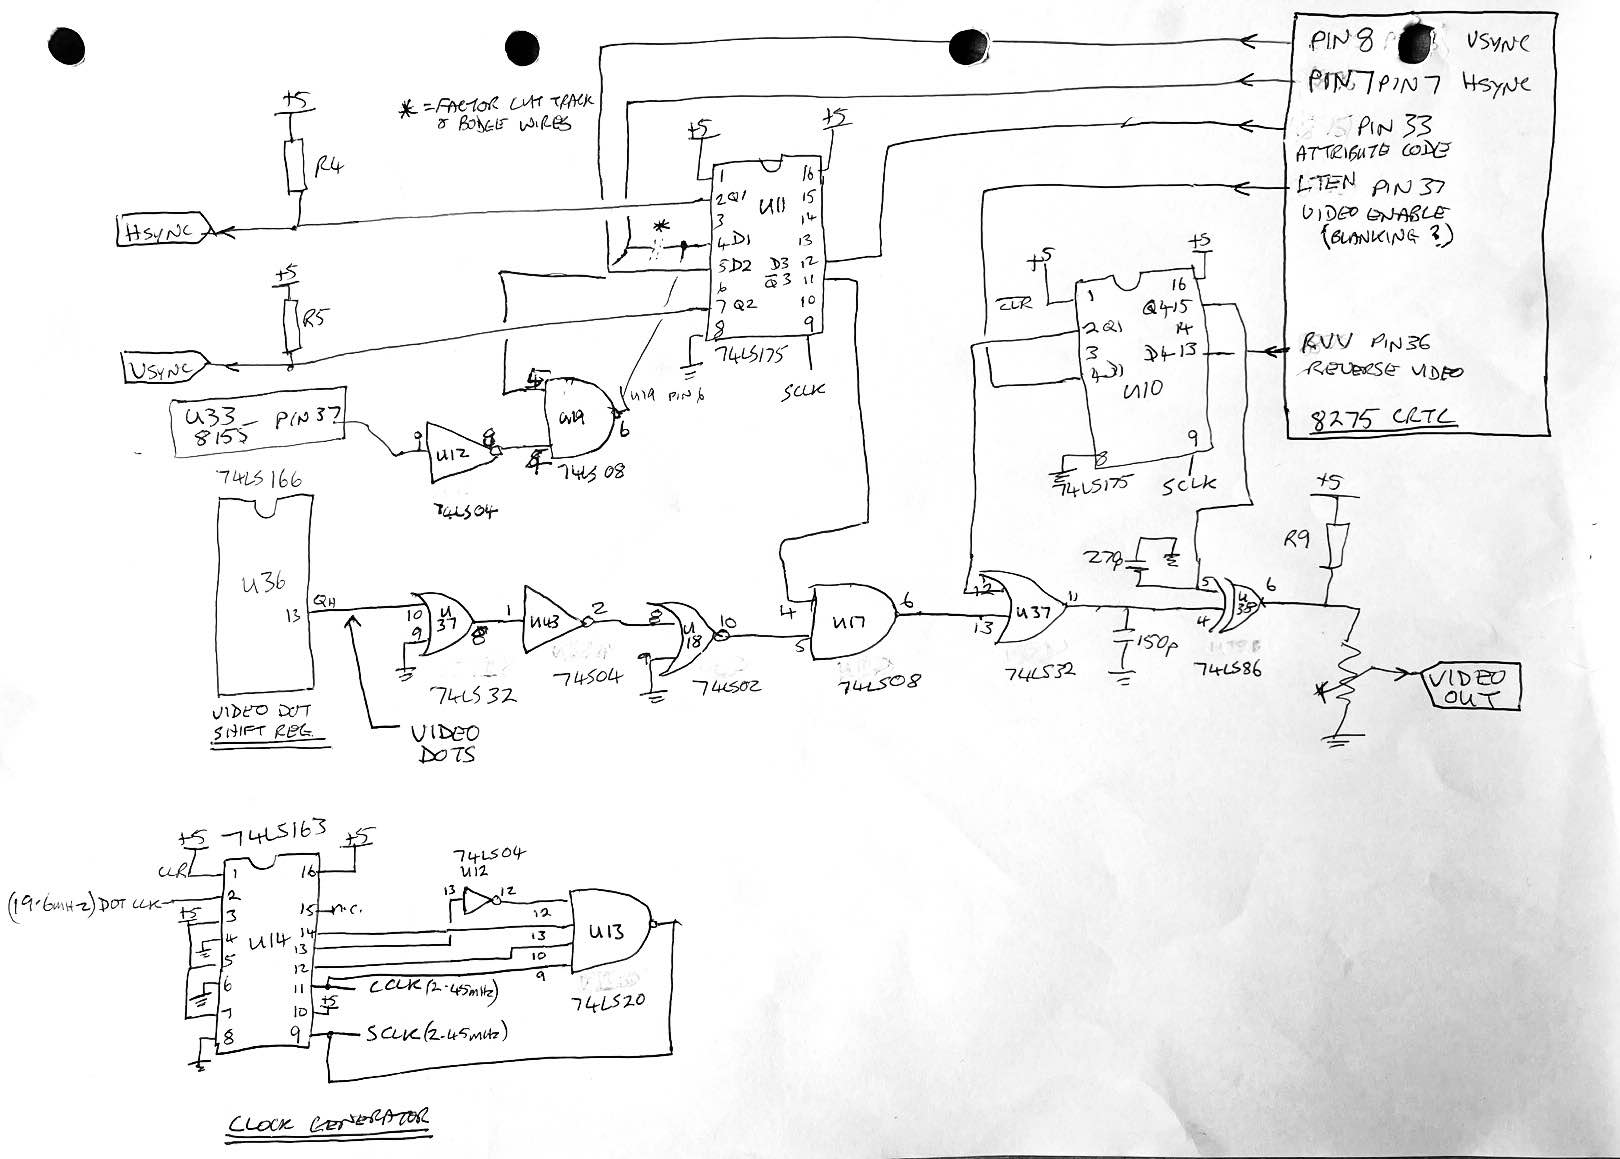 PIN 8 VSYNC
PIN 7 PIN 7 HSYNC
PIN 33
ATTRIBUTE CODE
LTEN PIN 37
VIDEO ENABLE
(BLANKING ?)
RVV PIN 36
REVERSE VIDEO
8275 CRTC
* = FACTORY CUT TRACK
& BODGE WIRES
+5
R4
HSYNC
+5
R5
VSYNC
+5
+5
1
2 Q1
3
4 D1
5 D2
6
7 Q2
8
U11
16
15
14
13
D3 12
Q̅3 11
10
9
74LS175
SCLK
*
U33 PIN 37
8155
9
U12
8
74LS04
4
U19
6
74LS08
U19 PIN 6
+5
+5
CLR
1
2 Q1
3
4 D1
8
U10
16
Q4 15
14
D4 13
9
74LS175
SCLK
74LS166
U36
13
QH
VIDEO DOT
SHIFT REG
VIDEO
DOTS
10
9
U
37
8
74LS32
1
U43
2
74S04
8
9
U
18
10
74LS02
4
5
U17
6
74LS08
12
13
U37
11
74LS32
150p
27p
5
4
U
6
74LS86
+5
R9
*
VIDEO
OUT
+5
74LS163
+5
CLR
(19.6MHz) DOT CLK
+5
1
2
3
4
5
6
7
8
U14
16
15 n.c.
14
13
12
11
10 +5
9
CCLK (2.45MHz)
SCLK (2.45MHz)
74LS04
U12
13
12
12
13
10
9
U13
74LS20
CLOCK GENERATOR